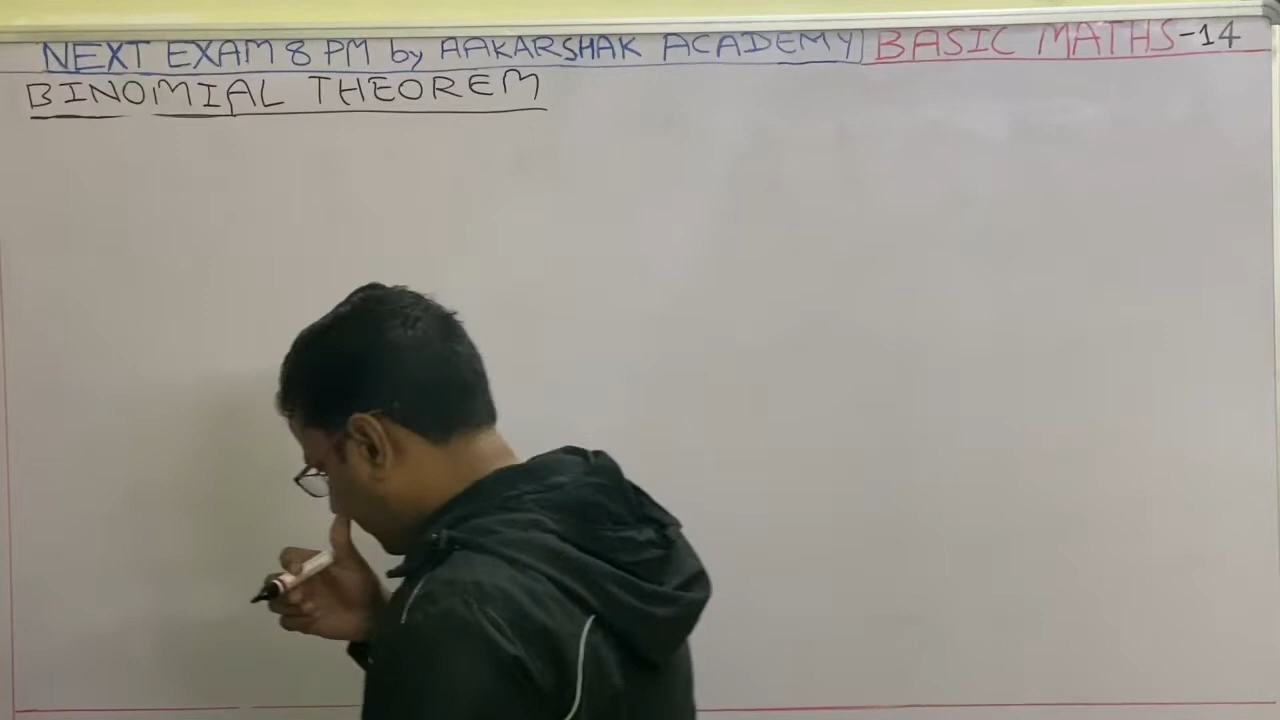 NEXT EXAM 8 PM by AAKARSHAK ACADEMY | BASIC MATHS-14
BINOMIAL THEOREM